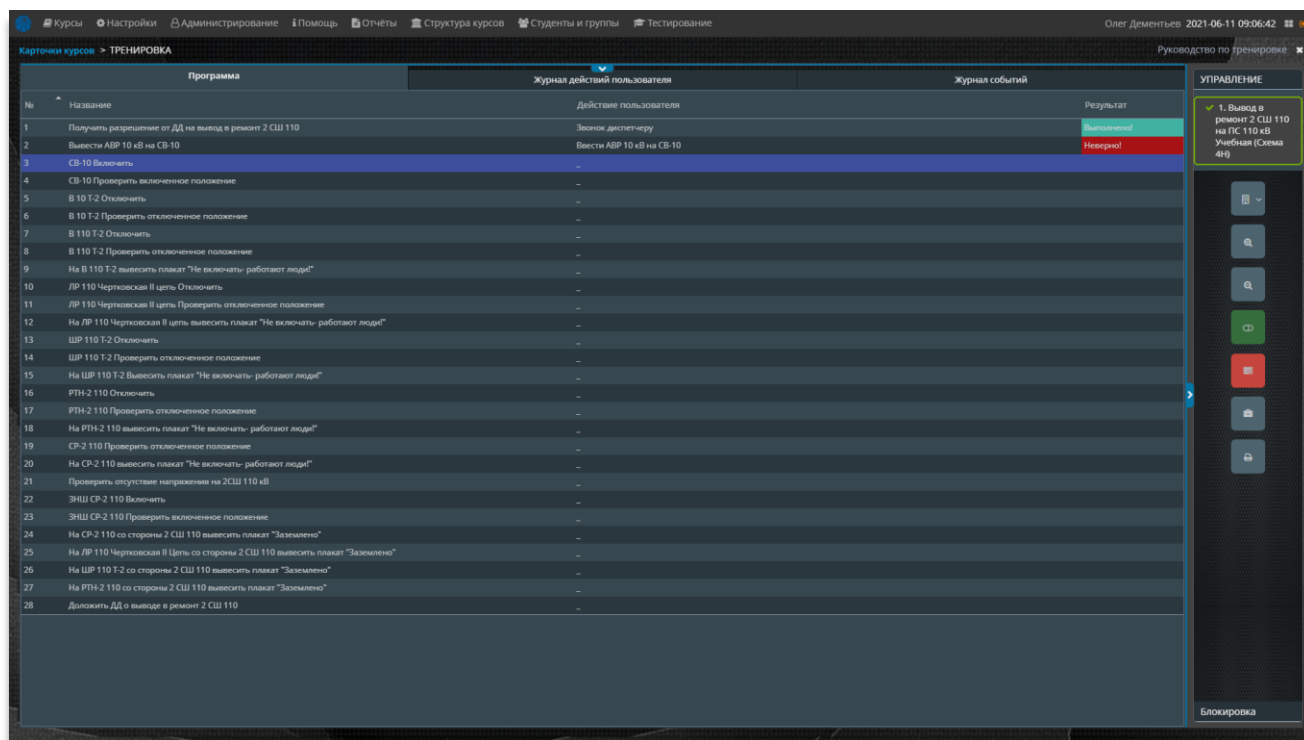 Курсы Настройки Администрирование Помощь Отчёты Структура курсов Студенты и группы Тестирование Олег Дементьев 2021-06-11 09:06:42
Карточки курсов > ТРЕНИРОВКА Руководство по тренировке
Программа Журнал действий пользователя Журнал событий УПРАВЛЕНИЕ
№ Название Действие пользователя Результат
1 Получить разрешение от ДД на вывод в ремонт 2 СШ 110 Звонок диспетчеру Выполнено!
2 Вывести АВР 10 кВ на СВ-10 Ввести АВР 10 кВ на СВ-10 Неверно!
3 СВ-10 Включить _
4 СВ-10 Проверить включенное положение _
5 В 10 Т-2 Отключить _
6 В 10 Т-2 Проверить отключенное положение _
7 В 110 Т-2 Отключить _
8 В 110 Т-2 Проверить отключенное положение _
9 На В 110 Т-2 вывесить плакат "Не включать- работают люди!" _
10 ЛР 110 Чертковская II цепь Отключить _
11 ЛР 110 Чертковская II цепь Проверить отключенное положение _
12 На ЛР 110 Чертковская II цепь вывесить плакат "Не включать- работают люди!" _
13 ШР 110 Т-2 Отключить _
14 ШР 110 Т-2 Проверить отключенное положение _
15 На ШР 110 Т-2 Вывесить плакат "Не включать- работают люди!" _
16 РТН-2 110 Отключить _
17 РТН-2 110 Проверить отключенное положение _
18 На РТН-2 110 вывесить плакат "Не включать- работают люди!" _
19 СР-2 110 Проверить отключенное положение _
20 На СР-2 110 вывесить плакат "Не включать- работают люди!" _
21 Проверить отсутствие напряжения на 2СШ 110 кВ _
22 ЗНШ СР-2 110 Включить _
23 ЗНШ СР-2 110 Проверить включенное положение _
24 На СР-2 110 со стороны 2 СШ 110 вывесить плакат "Заземлено" _
25 На ЛР 110 Чертковская II Цепь со стороны 2 СШ 110 вывесить плакат "Заземлено" _
26 На ШР 110 Т-2 со стороны 2 СШ 110 вывесить плакат "Заземлено" _
27 На РТН-2 110 со стороны 2 СШ 110 вывесить плакат "Заземлено" _
28 Доложить ДД о выводе в ремонт 2 СШ 110 _
1. Вывод в
ремонт 2 СШ 110
на ПС 110 кВ
Учебная (Схема
4Н)
Блокировка